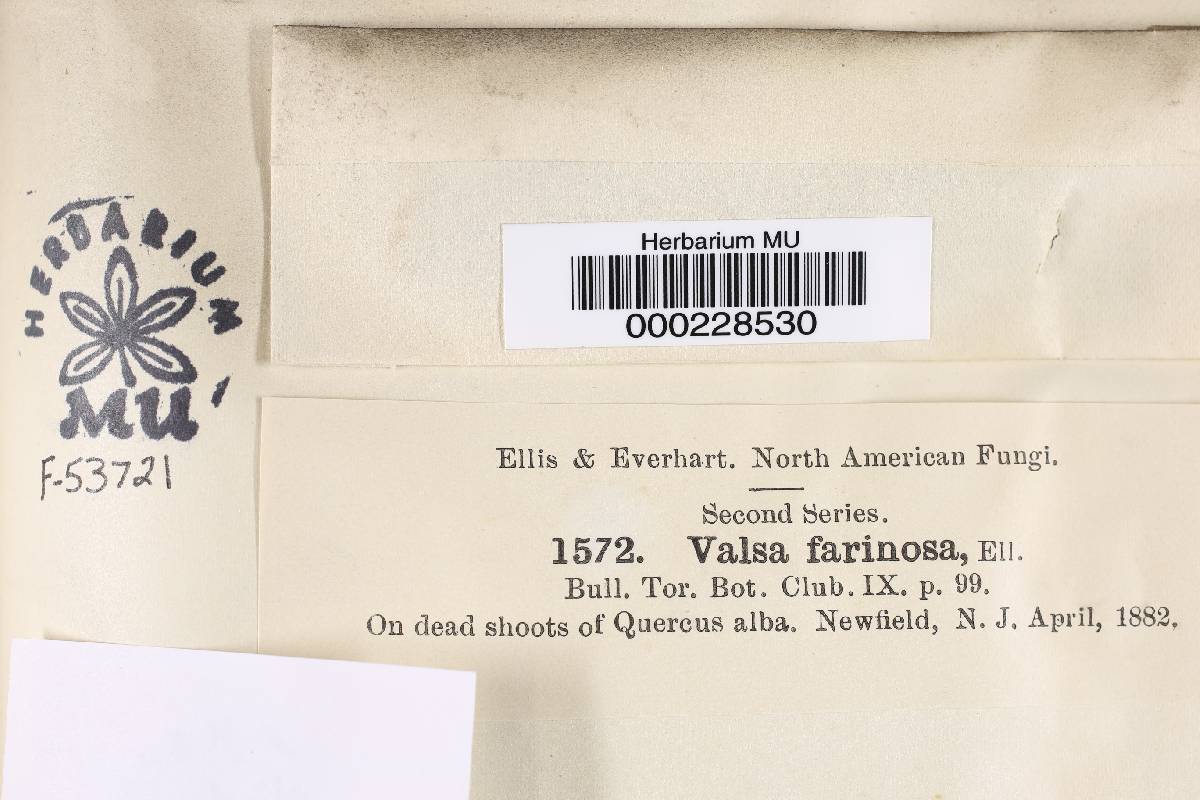 HERBARIUM
MU
F-53721
Herbarium MU
000228530
Ellis & Everhart. North American Fungi.
Second Series.
1572. Valsa farinosa, Ell.
Bull. Tor. Bot. Club. IX. p. 99.
On dead shoots of Quercus alba. Newfield, N. J. April, 1882.